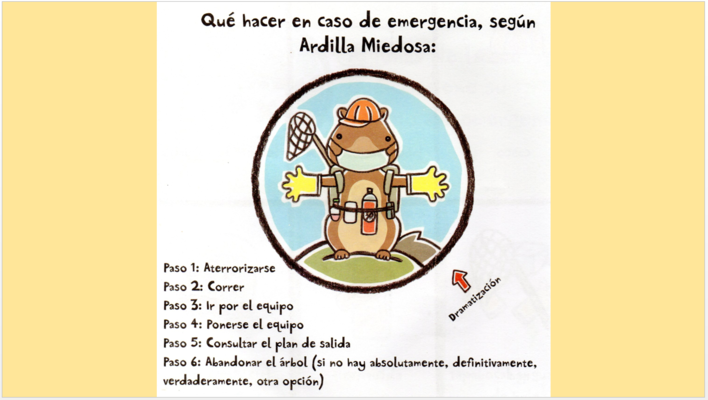 Qué hacer en caso de emergencia, según
Ardilla Miedosa:
Dramatización
Paso 1: Aterrorizarse
Paso 2: Correr
Paso 3: Ir por el equipo
Paso 4: Ponerse el equipo
Paso 5: Consultar el plan de salida
Paso 6: Abandonar el árbol (si no hay absolutamente, definitivamente,
verdaderamente, otra opción)